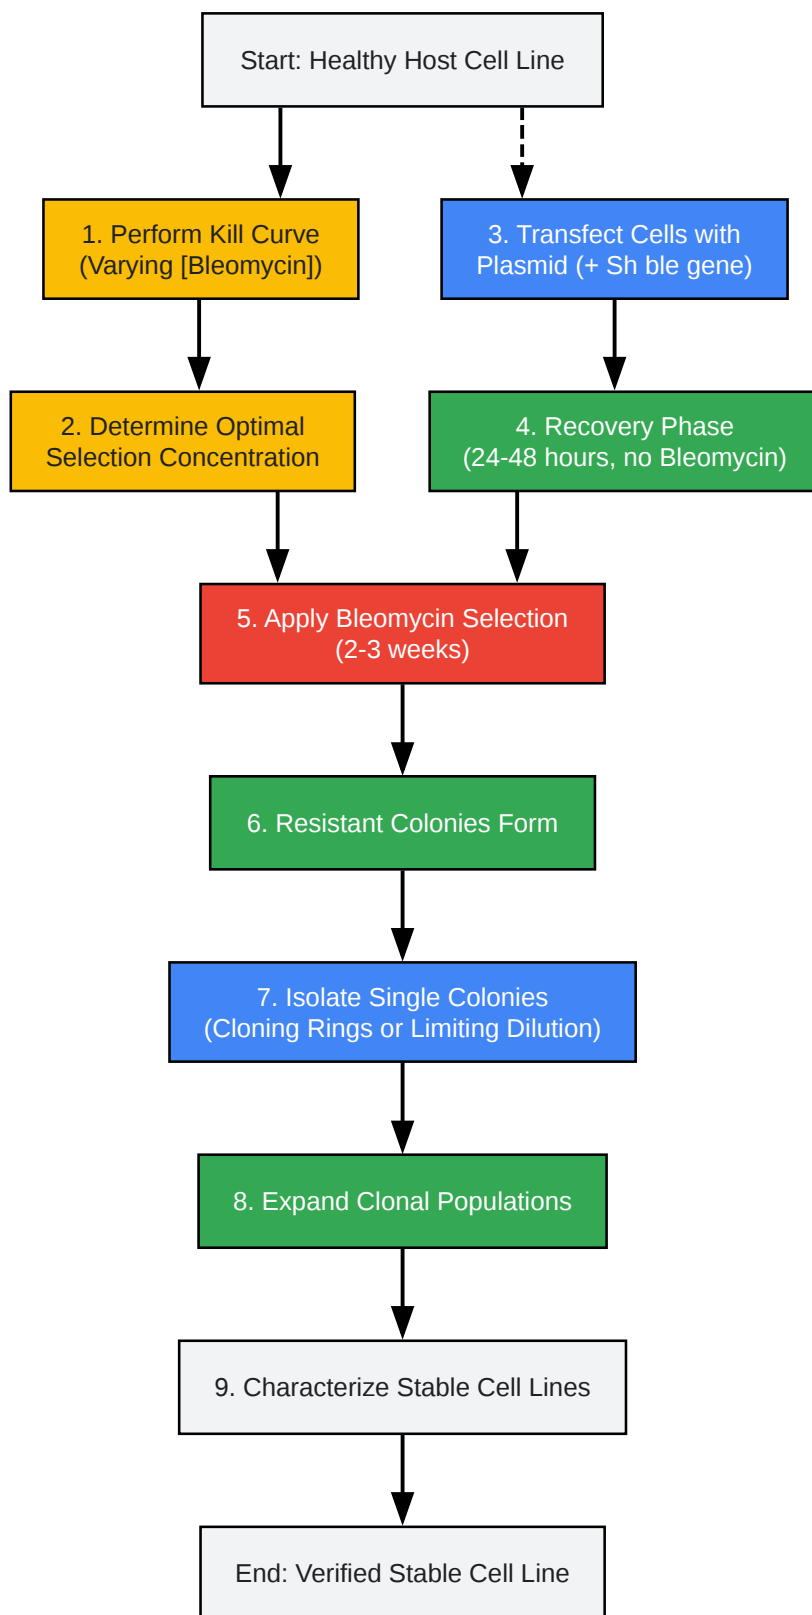 Start: Healthy Host Cell Line
1. Perform Kill Curve
(Varying [Bleomycin])
3. Transfect Cells with
Plasmid (+ Sh ble gene)
2. Determine Optimal
Selection Concentration
4. Recovery Phase
(24-48 hours, no Bleomycin)
5. Apply Bleomycin Selection
(2-3 weeks)
6. Resistant Colonies Form
7. Isolate Single Colonies
(Cloning Rings or Limiting Dilution)
8. Expand Clonal Populations
9. Characterize Stable Cell Lines
End: Verified Stable Cell Line